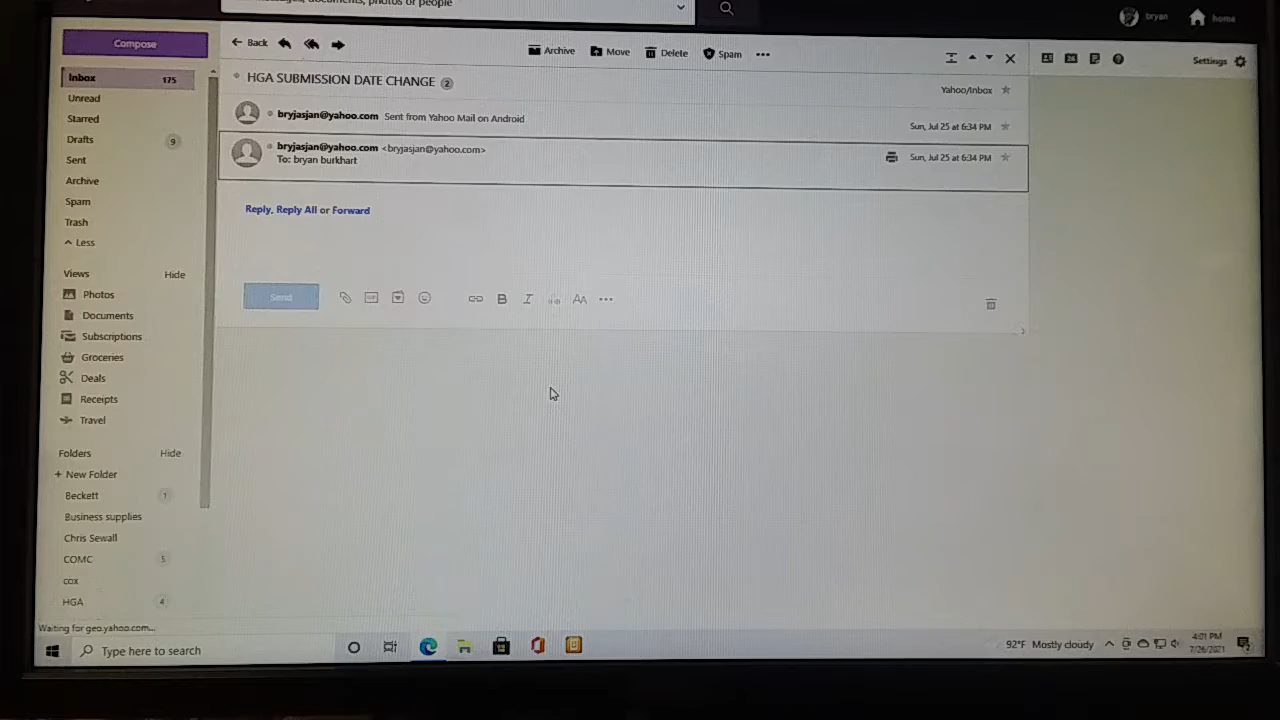 documents, photos or people
bryan
home
Compose
Back
Archive
Move
Delete
Spam
Settings
Inbox 175
Unread
Starred
Drafts 9
Sent
Archive
Spam
Trash
Less
Views Hide
Photos
Documents
Subscriptions
Groceries
Deals
Receipts
Travel
Folders Hide
+ New Folder
Beckett 1
Business supplies
Chris Sewall
COMC 5
cox
HGA 4
HGA SUBMISSION DATE CHANGE 2
Yahoo/Inbox
bryjasjan@yahoo.com Sent from Yahoo Mail on Android
Sun, Jul 25 at 6:34 PM
bryjasjan@yahoo.com <bryjasjan@yahoo.com>
To: bryan burkhart
Sun, Jul 25 at 6:34 PM
Reply, Reply All or Forward
Send
Waiting for geo.yahoo.com...
Type here to search
92°F Mostly cloudy
4:01 PM
7/26/2021